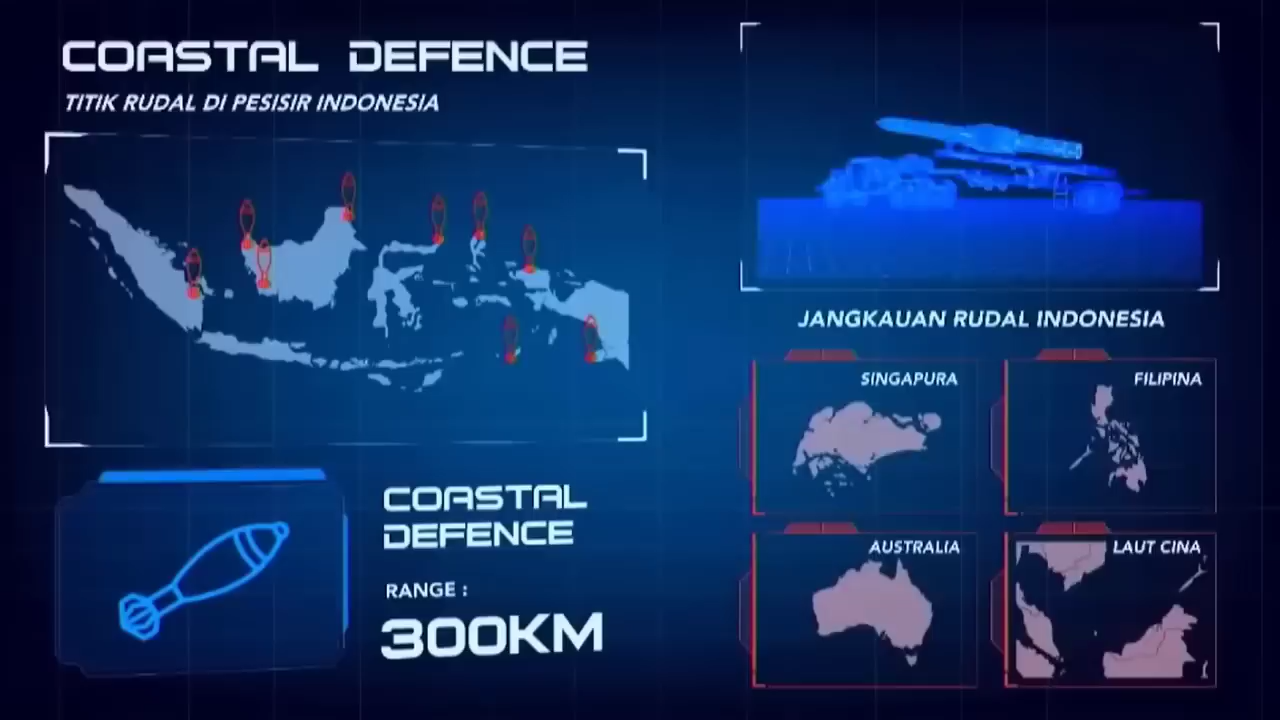 COASTAL DEFENCE
TITIK RUDAL DI PESISIR INDONESIA
COASTAL
DEFENCE
RANGE :
300KM
JANGKAUAN RUDAL INDONESIA
SINGAPURA
FILIPINA
AUSTRALIA
LAUT CINA